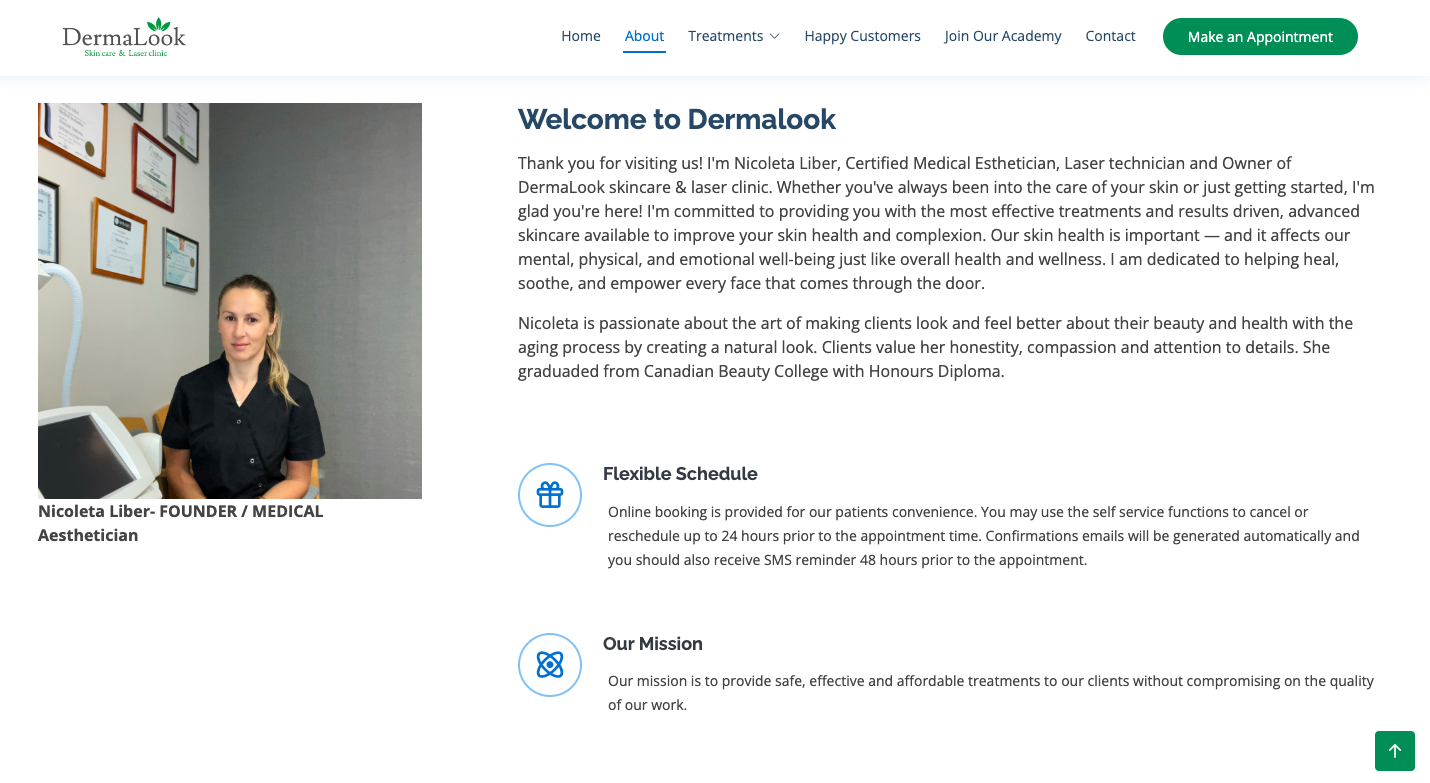 DermaLook
Skin care & Laser clinic
Home
About
Treatments
Happy Customers
Join Our Academy
Contact
Make an Appointment
Nicoleta Liber- FOUNDER / MEDICAL
Aesthetician
Welcome to Dermalook
Thank you for visiting us! I'm Nicoleta Liber, Certified Medical Esthetician, Laser technician and Owner of
DermaLook skincare & laser clinic. Whether you've always been into the care of your skin or just getting started, I'm
glad you're here! I'm committed to providing you with the most effective treatments and results driven, advanced
skincare available to improve your skin health and complexion. Our skin health is important — and it affects our
mental, physical, and emotional well-being just like overall health and wellness. I am dedicated to helping heal,
soothe, and empower every face that comes through the door.
Nicoleta is passionate about the art of making clients look and feel better about their beauty and health with the
aging process by creating a natural look. Clients value her honestity, compassion and attention to details. She
graduaded from Canadian Beauty College with Honours Diploma.
Flexible Schedule
Online booking is provided for our patients convenience. You may use the self service functions to cancel or
reschedule up to 24 hours prior to the appointment time. Confirmations emails will be generated automatically and
you should also receive SMS reminder 48 hours prior to the appointment.
Our Mission
Our mission is to provide safe, effective and affordable treatments to our clients without compromising on the quality
of our work.